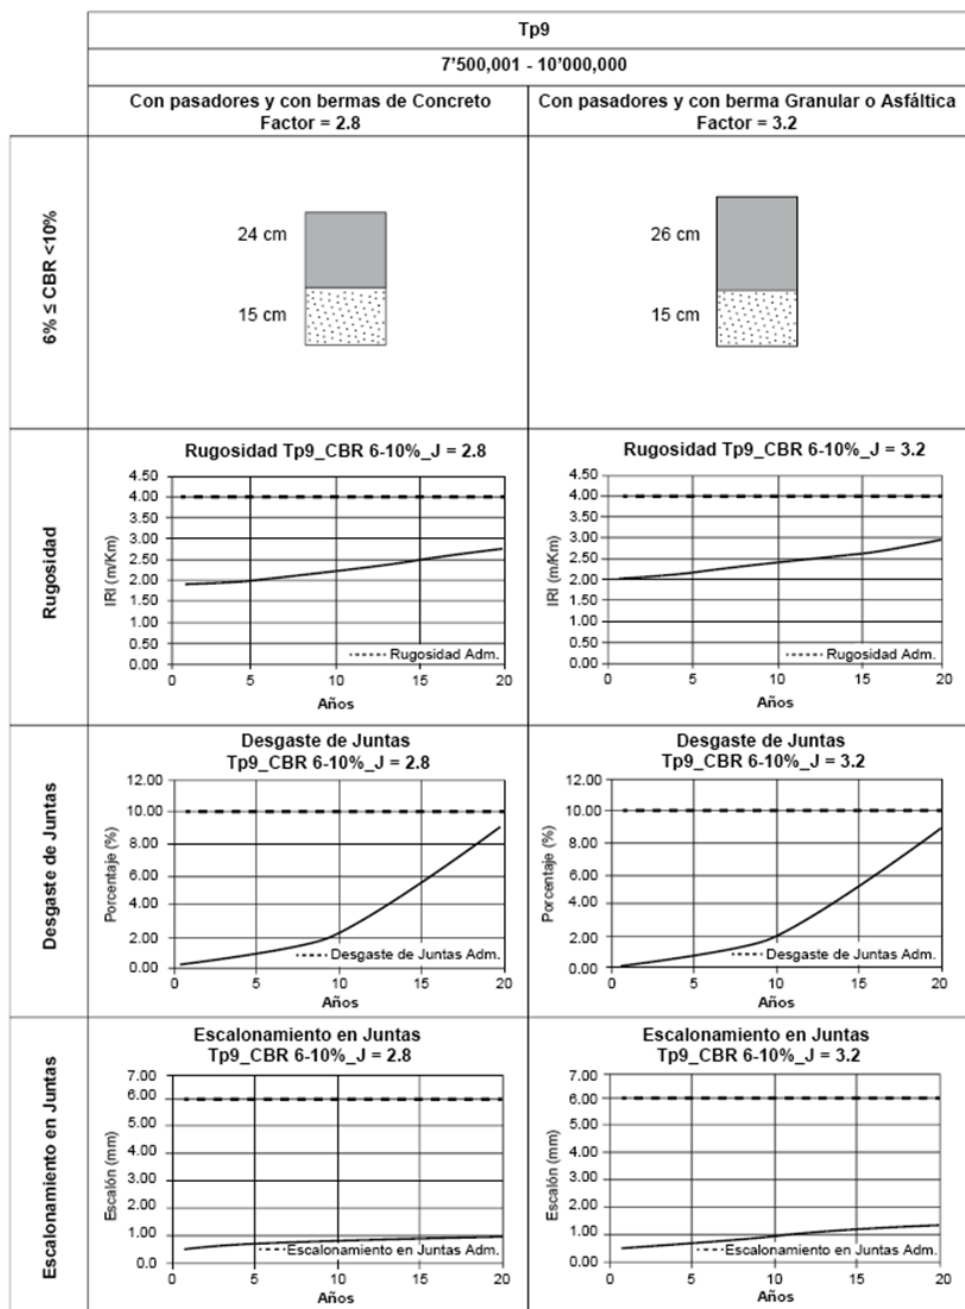 Tp9
7'500,001 - 10'000,000
Con pasadores y con bermas de Concreto
Factor = 2.8
Con pasadores y con berma Granular o Asfáltica
Factor = 3.2
6% ≤ CBR <10%
24 cm
15 cm
26 cm
15 cm
Rugosidad
Rugosidad Tp9_CBR 6-10%_J = 2.8
IRI (m/Km)
4.50
4.00
3.50
3.00
2.50
2.00
1.50
1.00
0.50
0.00
Rugosidad Adm.
0 5 10 15 20
Años
Rugosidad Tp9_CBR 6-10%_J = 3.2
IRI (m/Km)
4.50
4.00
3.50
3.00
2.50
2.00
1.50
1.00
0.50
0.00
Rugosidad Adm.
0 5 10 15 20
Años
Desgaste de Juntas
Desgaste de Juntas
Tp9_CBR 6-10%_J = 2.8
Porcentaje (%)
12.00
10.00
8.00
6.00
4.00
2.00
0.00
Desgaste de Juntas Adm.
0 5 10 15 20
Años
Desgaste de Juntas
Tp9_CBR 6-10%_J = 3.2
Porcentaje (%)
12.00
10.00
8.00
6.00
4.00
2.00
0.00
Desgaste de Juntas Adm.
0 5 10 15 20
Años
Escalonamiento en Juntas
Escalonamiento en Juntas
Tp9_CBR 6-10%_J = 2.8
Escalón (mm)
7.00
6.00
5.00
4.00
3.00
2.00
1.00
0.0
Escalonamiento en Juntas Adm.
0 5 10 15 20
Años
Escalonamiento en Juntas
Tp9_CBR 6-10%_J = 3.2
Escalón (mm)
7.00
6.00
5.00
4.00
3.00
2.00
1.00
0.0
Escalonamiento en Juntas Adm.
0 5 10 15 20
Años